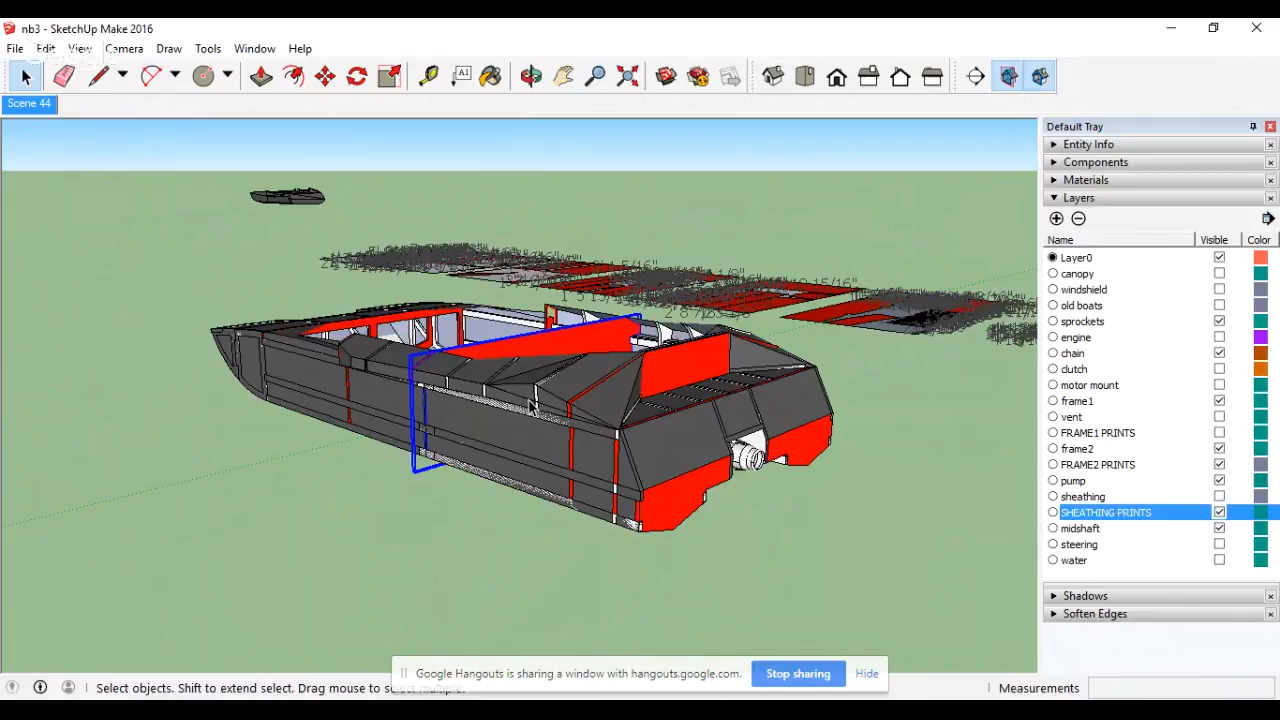 nb3 - SketchUp Make 2016
File Edit View Camera Draw Tools Window Help
A1
Scene 44
Default Tray
Entity Info
Components
Materials
Layers
Name Visible Color
Layer0
canopy
windshield
old boats
sprockets
engine
chain
clutch
motor mount
frame1
vent
FRAME1 PRINTS
frame2
FRAME2 PRINTS
pump
sheathing
SHEATHING PRINTS
midshaft
steering
water
Shadows
Soften Edges
Google Hangouts is sharing a window with hangouts.google.com. Stop sharing Hide
Select objects. Shift to extend select. Drag mouse to select multiple.
Measurements